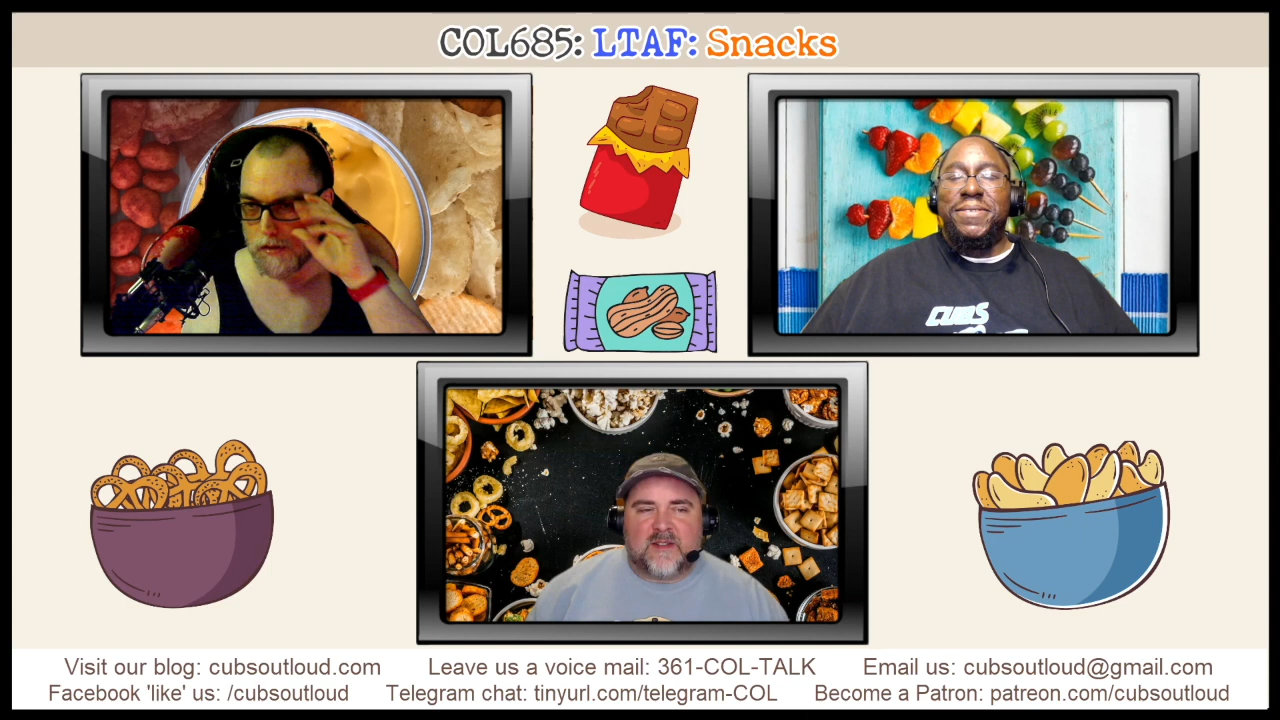 COL685: LTAF: Snacks
CUBS
Visit our blog: cubsoutloud.com Leave us a voice mail: 361-COL-TALK Email us: cubsoutloud@gmail.com
Facebook 'like' us: /cubsoutloud Telegram chat: tinyurl.com/telegram-COL Become a Patron: patreon.com/cubsoutloud